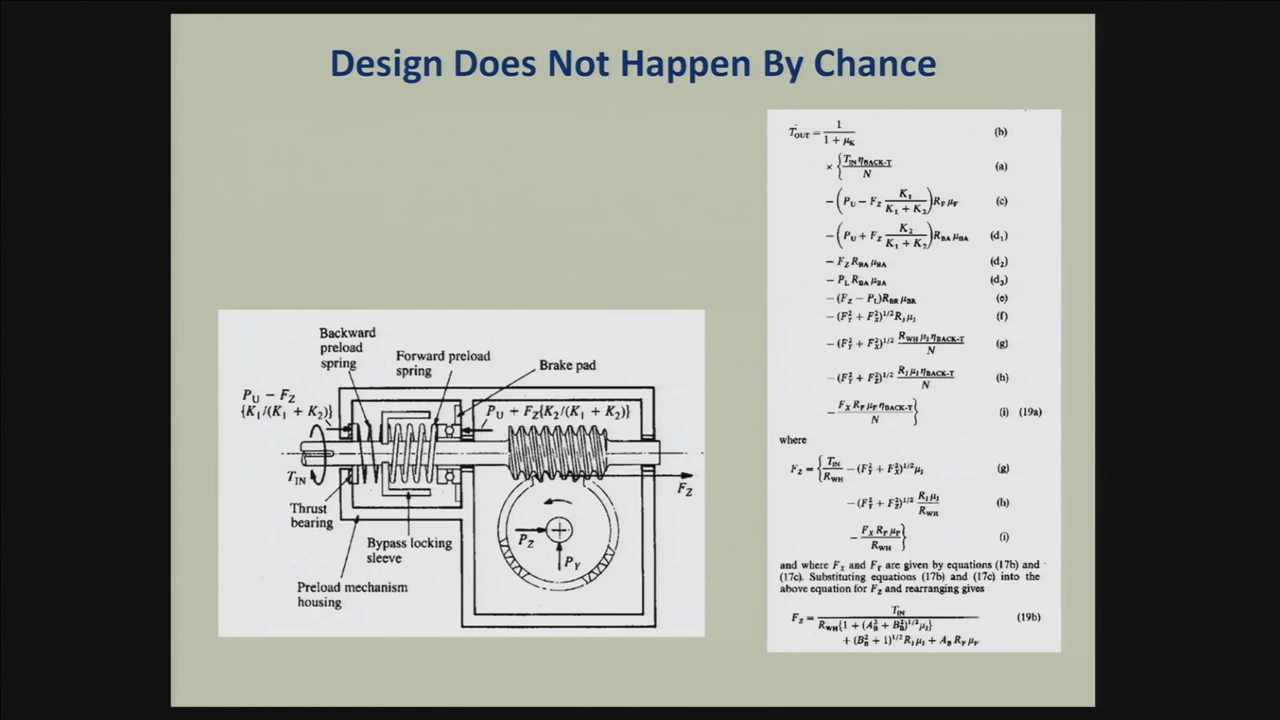 Design Does Not Happen By Chance
T_OUT = 1 / (1 + μ_K) (b)
× { T_IN η_BACK-T / N (a)
− (P_U − F_Z K_1 / (K_1 + K_2)) R_F μ_F (c)
− (P_U + F_Z K_2 / (K_1 + K_2)) R_BA μ_BA (d_1)
− F_Z R_BA μ_BA (d_2)
− P_L R_BA μ_BA (d_3)
− (F_Z − P_L) R_BR μ_BR (e)
− (F_Y^2 + F_X^2)^1/2 R_J μ_J (f)
− (F_Y^2 + F_X^2)^1/2 R_WH μ_J η_BACK-T / N (g)
− (F_Y^2 + F_Z^2)^1/2 R_J μ_J η_BACK-T / N (h)
− F_X R_F μ_F η_BACK-T / N } (i) (19a)
where
F_Z = { T_IN / R_WH − (F_Y^2 + F_X^2)^1/2 μ_J (g)
− (F_Y^2 + F_Z^2)^1/2 R_J μ_J / R_WH (h)
− F_X R_F μ_F / R_WH } (i)
and where F_X and F_Y are given by equations (17b) and
(17c). Substituting equations (17b) and (17c) into the
above equation for F_Z and rearranging gives
F_Z = T_IN / R_WH{1 + (A_B^2 + B_B^2)^1/2 μ_J} (19b)
+ (B_B^2 + 1)^1/2 R_J μ_J + A_B R_F μ_F
Backward
preload
spring
Forward preload
spring
Brake pad
P_U − F_Z
{K_1/(K_1 + K_2)}
P_U + F_Z{K_2/(K_1 + K_2)}
T_IN
F_Z
Thrust
bearing
Bypass locking
sleeve
P_Z
P_Y
Preload mechanism
housing